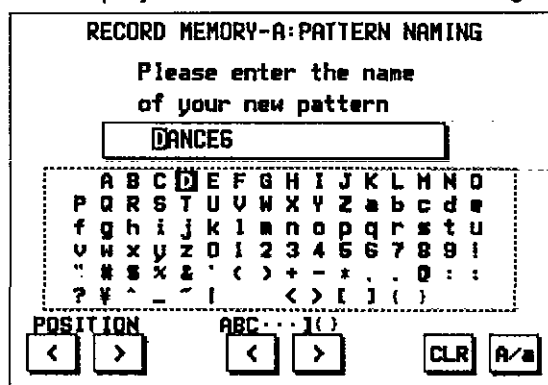 RECORD MEMORY-A:PATTERN NAMING
Please enter the name
of your new pattern
DANCE6
A B C D E F G H I J K L M N O
P Q R S T U V W X Y Z a b c d e
f g h i j k l m n o p q r s t u
v w x y z 0 1 2 3 4 5 6 7 8 9 !
" # $ % & ' ( ) + - * , . @ : ;
? ¥ ^ _ ~ [ < > [ ] { }
POSITION ABC···]{}
< > < > CLR A/a